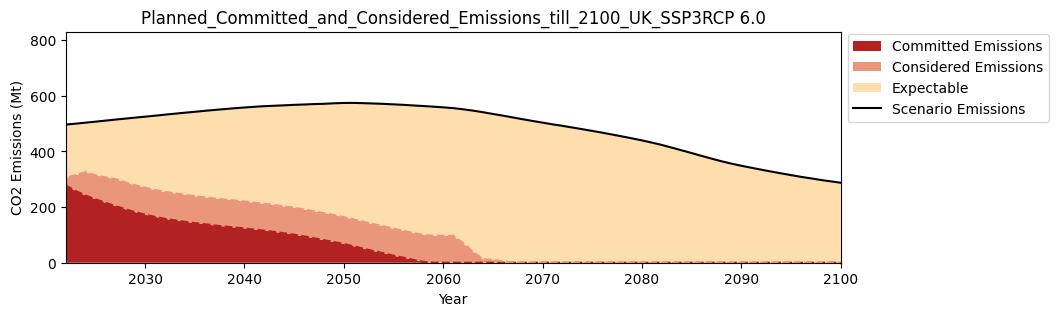 Planned_Committed_and_Considered_Emissions_till_2100_UK_SSP3RCP 6.0
800
600
400
200
0
CO2 Emissions (Mt)
2030 2040 2050 2060 2070 2080 2090 2100
Year
Committed Emissions
Considered Emissions
Expectable
Scenario Emissions